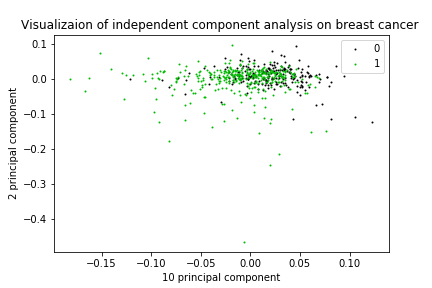 Visualizaion of independent component analysis on breast cancer
0
1
0.1
0.0
−0.1
−0.2
−0.3
−0.4
2 principal component
−0.15 −0.10 −0.05 0.00 0.05 0.10
10 principal component